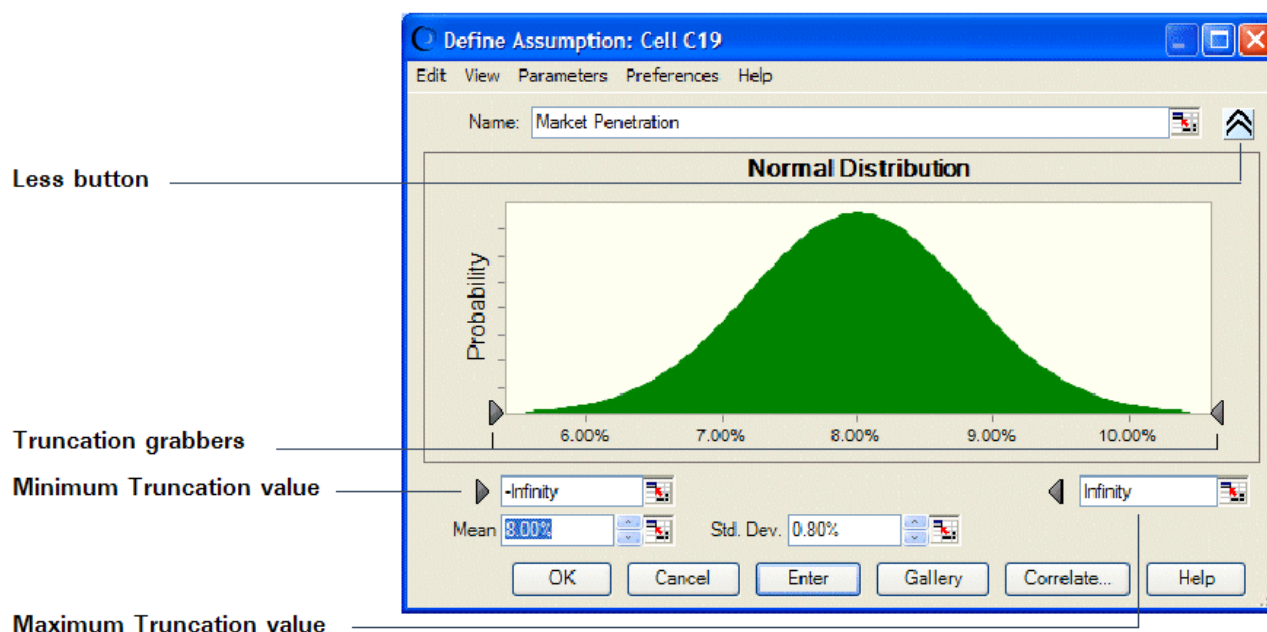 Define Assumption: Cell C19
Edit View Parameters Preferences Help
Name: Market Penetration
Less button
Normal Distribution
Probability
6.00% 7.00% 8.00% 9.00% 10.00%
Truncation grabbers
Minimum Truncation value
-Infinity Infinity
Mean 8.00% Std. Dev. 0.80%
OK Cancel Enter Gallery Correlate... Help
Maximum Truncation value